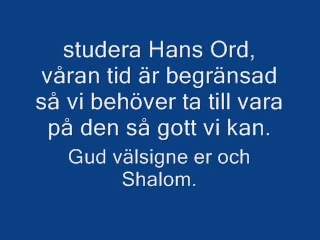 studera Hans Ord,
våran tid är begränsad
så vi behöver ta till vara
på den så gott vi kan.
Gud välsigne er och
Shalom.